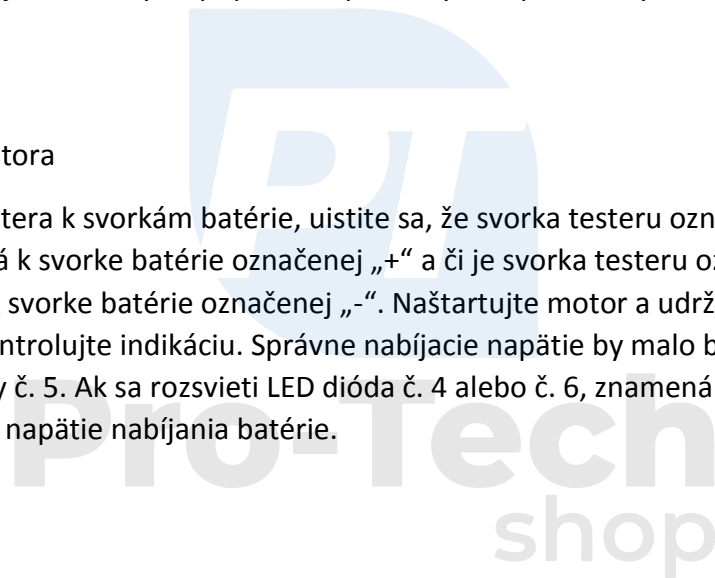 tora
tera k svorkám batérie, uistite sa, že svorka testeru ozn
á k svorke batérie označenej „+“ a či je svorka testeru o
svorke batérie označenej „-“. Naštartujte motor a udrž
ntrolujte indikáciu. Správne nabíjacie napätie by malo b
y č. 5. Ak sa rozsvieti LED dióda č. 4 alebo č. 6, znamená
napätie nabíjania batérie.
PT
Pro-Tech
shop